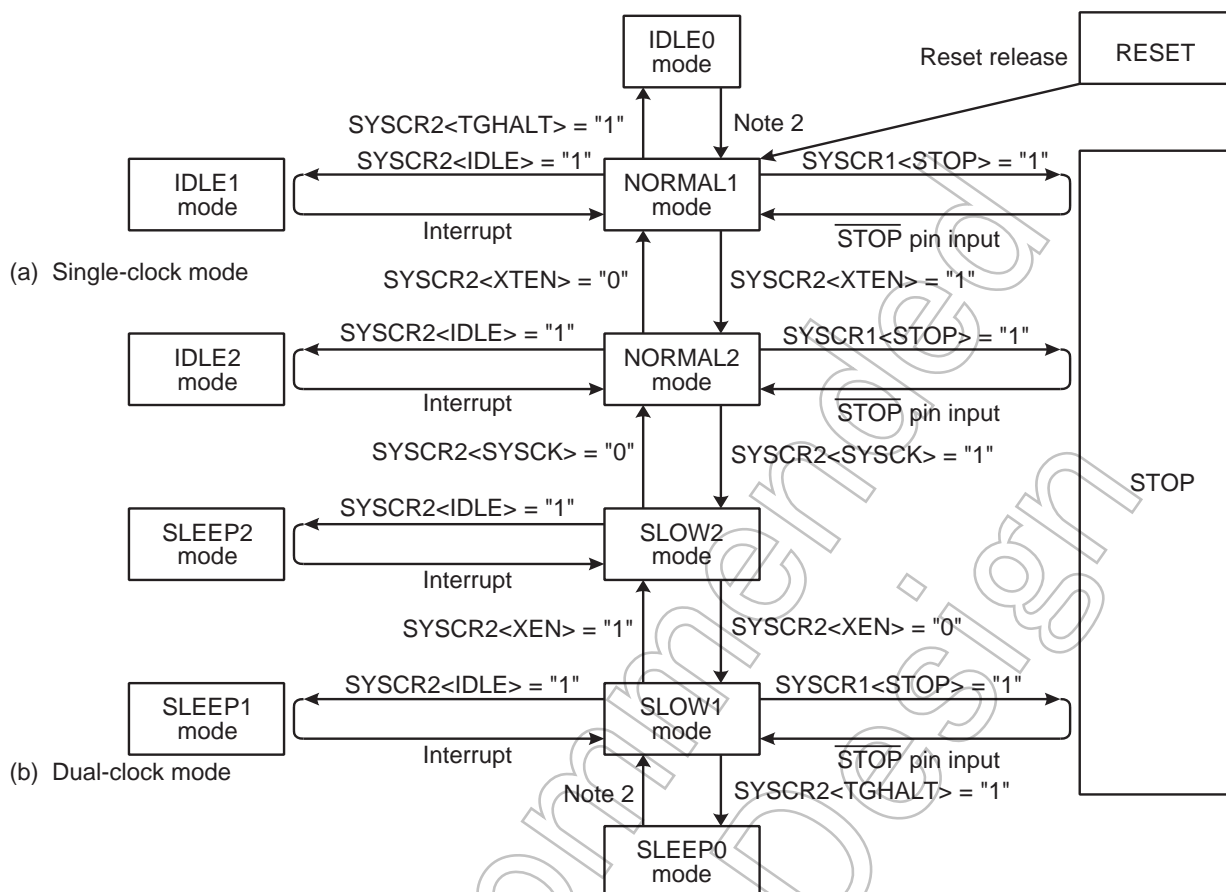 IDLE0
mode
Reset release
RESET
SYSCR2<TGHALT> = "1"
Note 2
SYSCR2<IDLE> = "1"
SYSCR1<STOP> = "1"
IDLE1
mode
NORMAL1
mode
Interrupt
STOP pin input
(a) Single-clock mode
SYSCR2<XTEN> = "0"
SYSCR2<XTEN> = "1"
SYSCR2<IDLE> = "1"
SYSCR1<STOP> = "1"
IDLE2
mode
NORMAL2
mode
Interrupt
STOP pin input
SYSCR2<SYSCK> = "0"
SYSCR2<SYSCK> = "1"
STOP
SYSCR2<IDLE> = "1"
SLEEP2
mode
SLOW2
mode
Interrupt
SYSCR2<XEN> = "1"
SYSCR2<XEN> = "0"
SYSCR2<IDLE> = "1"
SYSCR1<STOP> = "1"
SLEEP1
mode
SLOW1
mode
Interrupt
STOP pin input
(b) Dual-clock mode
Note 2
SYSCR2<TGHALT> = "1"
SLEEP0
mode
ommended
Design